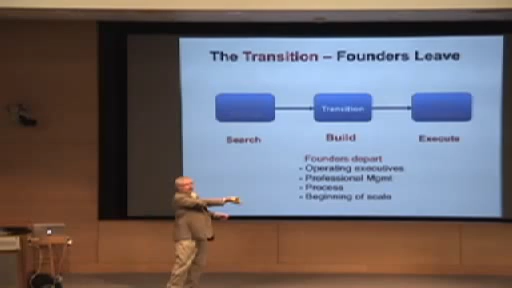 The Transition – Founders Leave
Transition
Search
Build
Execute
Founders depart
- Operating executives
- Professional Mgmt
- Process
- Beginning of scale